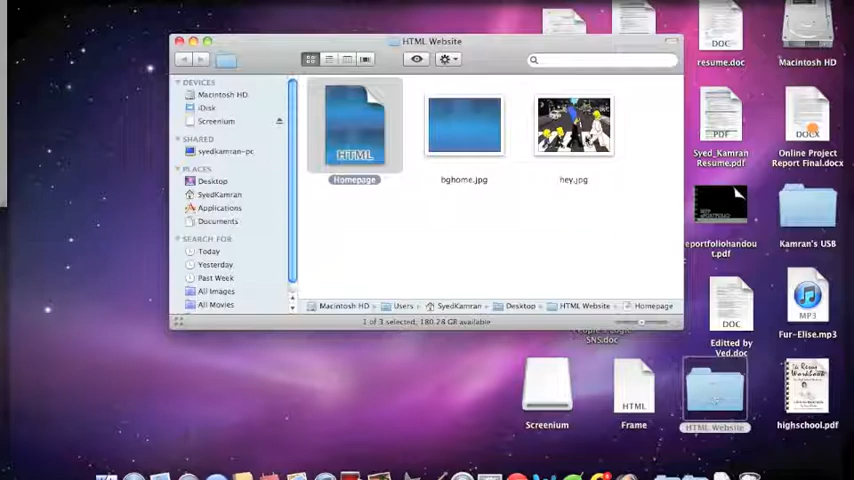 HTML Website
DEVICES
Macintosh HD
iDisk
Screenium
SHARED
syedkamran-pc
PLACES
Desktop
SyedKamran
Applications
Documents
SEARCH FOR
Today
Yesterday
Past Week
All Images
All Movies
HTML
Homepage
bghome.jpg
hey.jpg
Macintosh HD
Users
SyedKamran
Desktop
HTML Website
Homepage
1 of 3 selected, 180.28 GB available
DOC
resume.doc
Macintosh HD
PDF
Syed_Kamran
Resume.pdf
DOCX
Online Project
Report Final.docx
eportfoliohandou
t.pdf
Kamran's USB
DOC
Editted by
Ved.doc
MP3
Fur-Elise.mp3
SNS.doc
Screenium
HTML
Frame
HTML Website
highschool.pdf